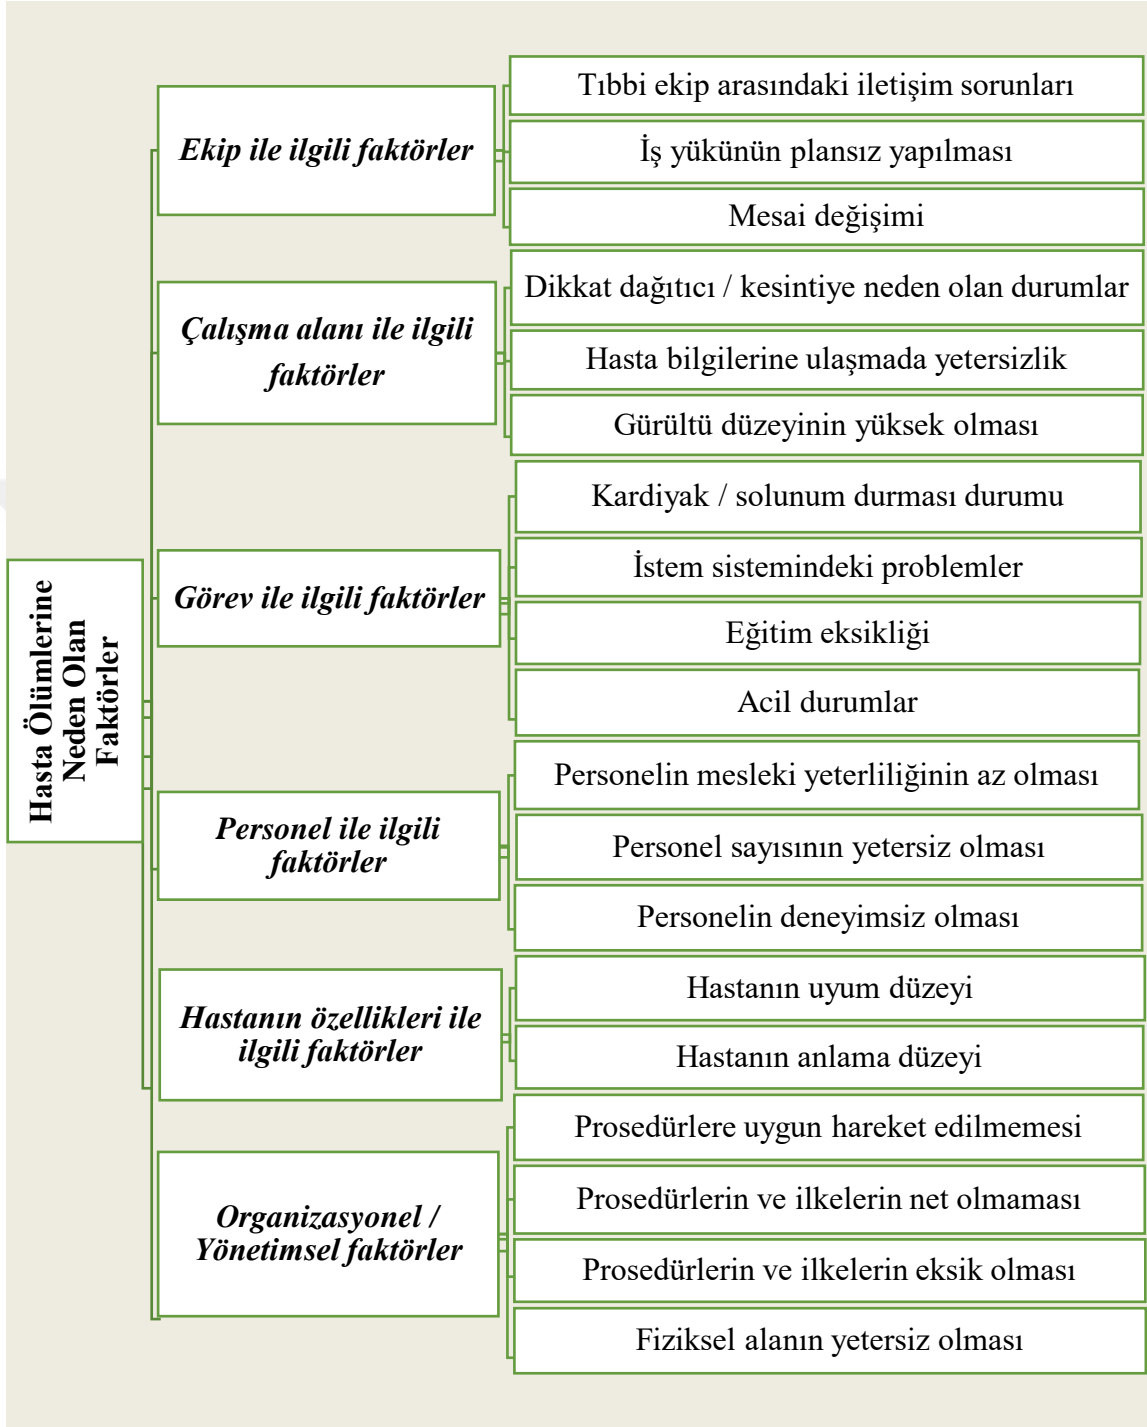 Hasta Ölümlerine
Neden Olan
Faktörler
Ekip ile ilgili faktörler
Tıbbi ekip arasındaki iletişim sorunları
İş yükünün plansız yapılması
Mesai değişimi
Çalışma alanı ile ilgili
faktörler
Dikkat dağıtıcı / kesintiye neden olan durumlar
Hasta bilgilerine ulaşmada yetersizlik
Gürültü düzeyinin yüksek olması
Görev ile ilgili faktörler
Kardiyak / solunum durması durumu
İstem sistemindeki problemler
Eğitim eksikliği
Acil durumlar
Personel ile ilgili
faktörler
Personelin mesleki yeterliliğinin az olması
Personel sayısının yetersiz olması
Personelin deneyimsiz olması
Hastanın özellikleri ile
ilgili faktörler
Hastanın uyum düzeyi
Hastanın anlama düzeyi
Organizasyonel /
Yönetimsel faktörler
Prosedürlere uygun hareket edilmemesi
Prosedürlerin ve ilkelerin net olmaması
Prosedürlerin ve ilkelerin eksik olması
Fiziksel alanın yetersiz olması